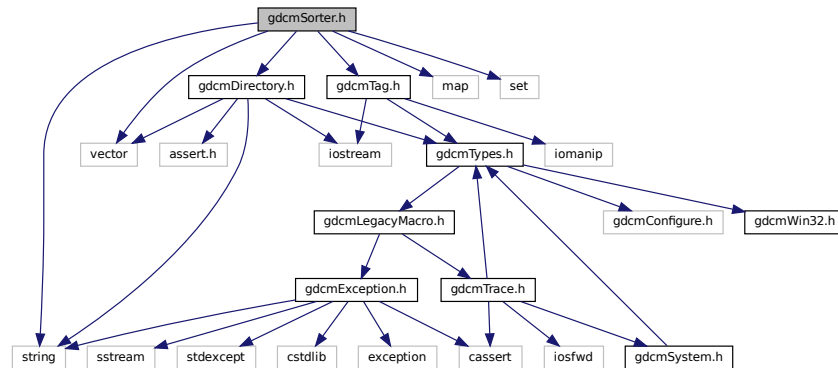 gdcmSorter.h
gdcmDirectory.h
gdcmTag.h
map
set
vector
assert.h
iostream
gdcmTypes.h
iomanip
gdcmLegacyMacro.h
gdcmConfigure.h
gdcmWin32.h
gdcmException.h
gdcmTrace.h
string
sstream
stdexcept
cstdlib
exception
cassert
iosfwd
gdcmSystem.h